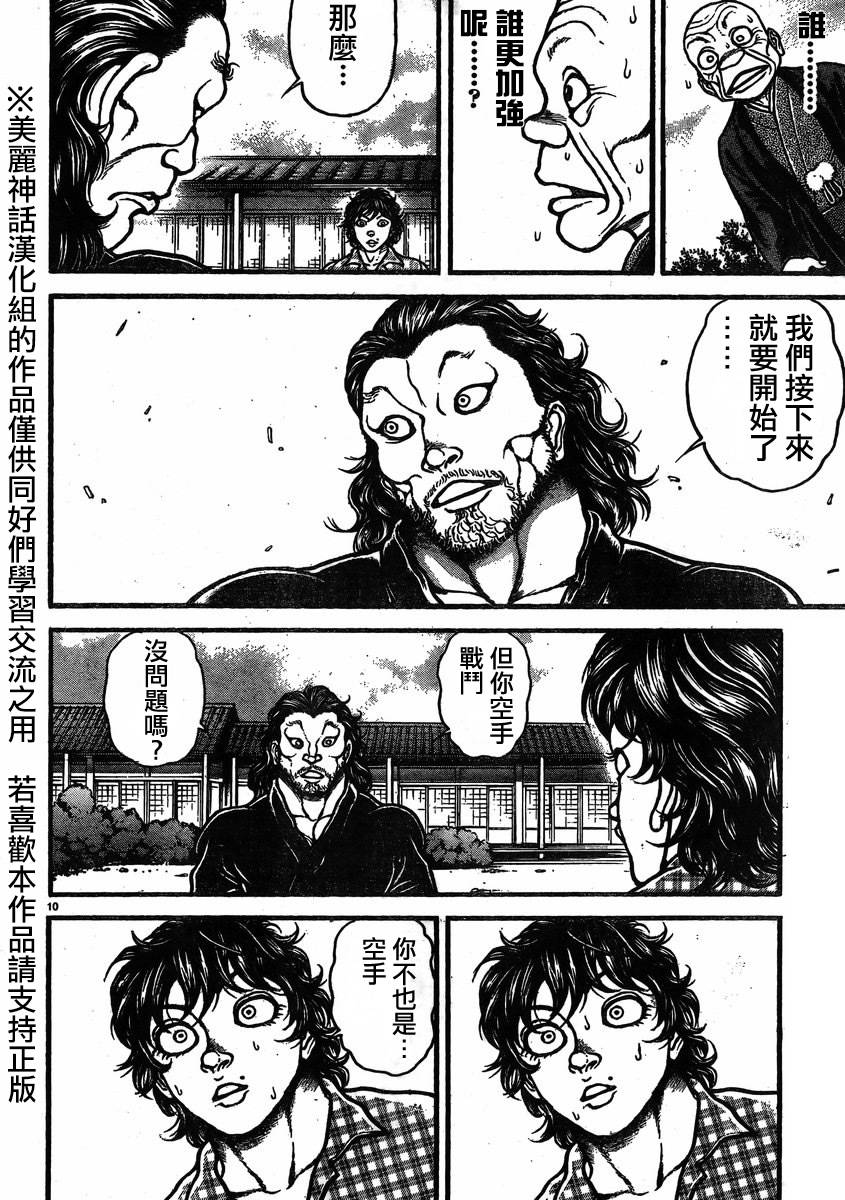 誰………
誰更加強
呢……？
那麼…
我們接下來
就要開始了
……
但你空手
戰鬥
沒問題嗎？
你不也是…
空手
10
※美麗神話漢化組的作品僅供同好們學習交流之用　若喜歡本作品請支持正版